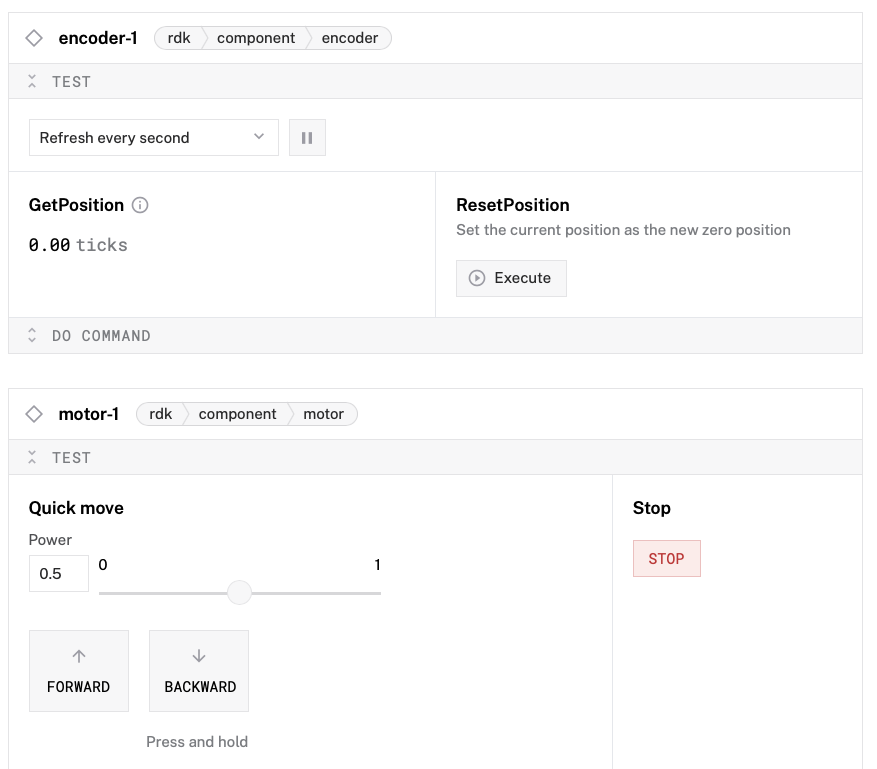 encoder-1 rdk component encoder
TEST
Refresh every second
GetPosition
0.00 ticks
ResetPosition
Set the current position as the new zero position
Execute
DO COMMAND
motor-1 rdk component motor
TEST
Quick move
Power
0.5
0 1
FORWARD BACKWARD
Press and hold
Stop
STOP